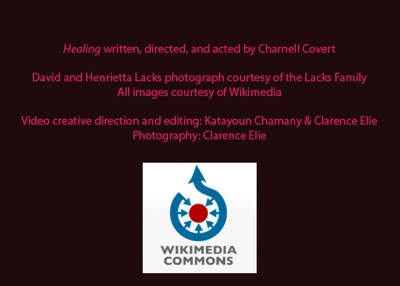 Healing written, directed, and acted by Charnell Covert
David and Henrietta Lacks photograph courtesy of the Lacks Family
All images courtesy of Wikimedia
Video creative direction and editing: Katayoun Chamany & Clarence Elie
Photography: Clarence Elie
WIKIMEDIA
COMMONS